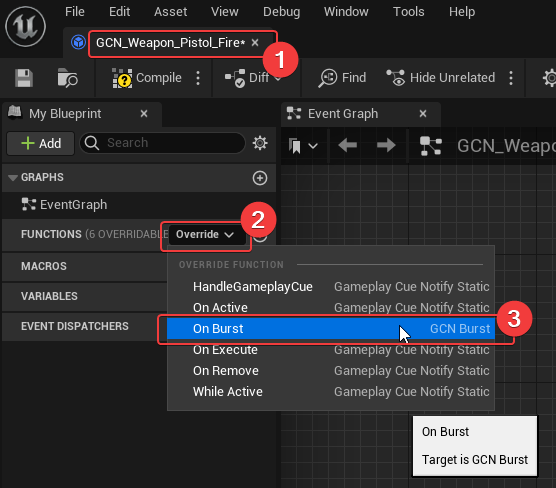 File Edit Asset View Debug Window Tools Help
GCN_Weapon_Pistol_Fire*
1
Compile Diff Find Hide Unrelated
My Blueprint Event Graph
Add Search GCN_Weapo
GRAPHS
EventGraph
2
FUNCTIONS (6 OVERRIDABLE Override
OVERRIDE FUNCTION
MACROS
HandleGameplayCue Gameplay Cue Notify Static
VARIABLES
On Active Gameplay Cue Notify Static
3
EVENT DISPATCHERS
On Burst GCN Burst
On Execute Gameplay Cue Notify Static
On Remove Gameplay Cue Notify Static
While Active Gameplay Cue Notify Static
On Burst
Target is GCN Burst